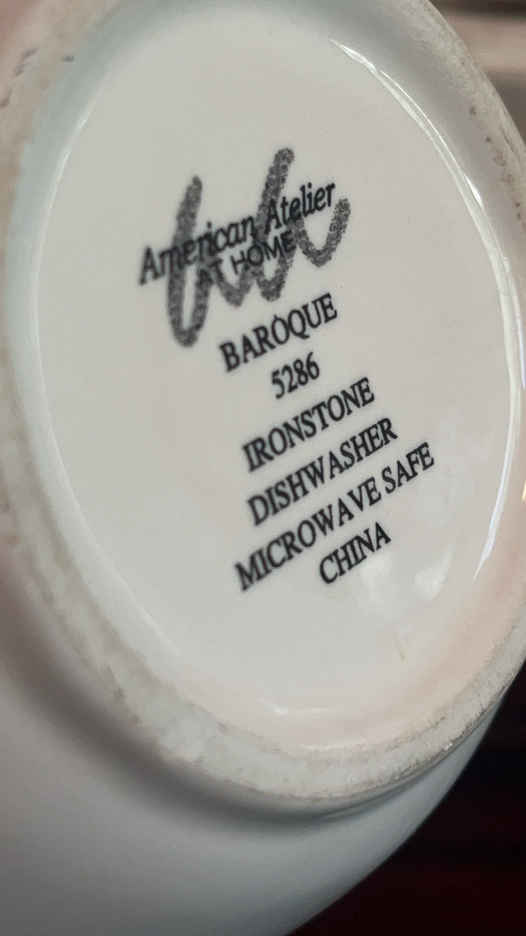 American Atelier
AT HOME
BAROQUE
5286
IRONSTONE
DISHWASHER
MICROWAVE SAFE
CHINA